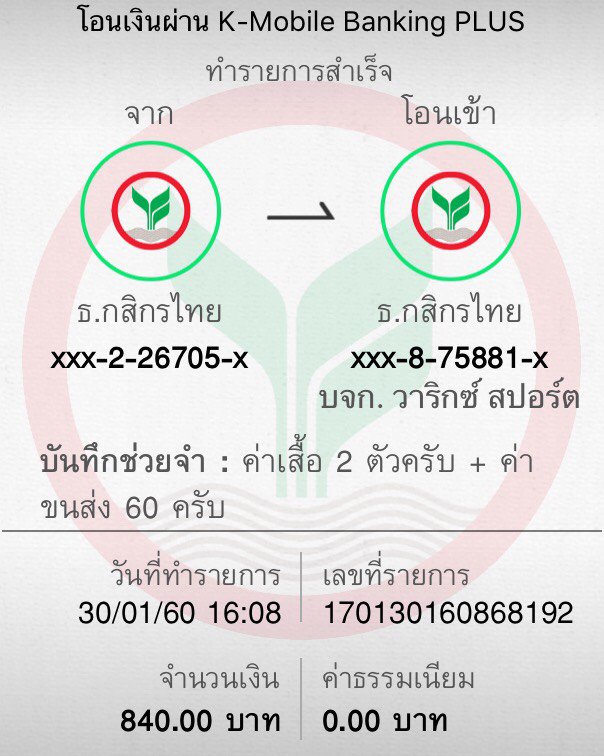 โอนเงินผ่าน K-Mobile Banking PLUS
ทำรายการสำเร็จ
จาก
โอนเข้า
ธ.กสิกรไทย
ธ.กสิกรไทย
xxx-2-26705-x
xxx-8-75881-x
บจก. วาริกซ์ สปอร์ต
บันทึกช่วยจำ : ค่าเสื้อ 2 ตัวครับ + ค่า
ขนส่ง 60 ครับ
วันที่ทำรายการ
30/01/60 16:08
เลขที่รายการ
170130160868192
จำนวนเงิน
840.00 บาท
ค่าธรรมเนียม
0.00 บาท